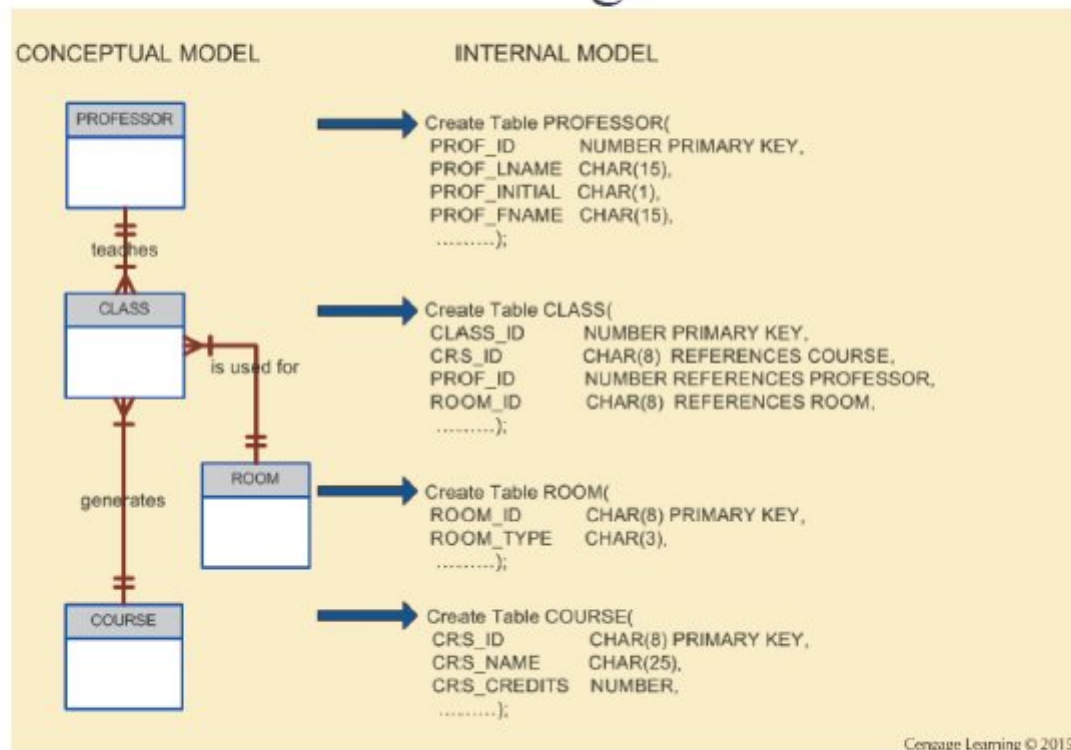 CONCEPTUAL MODEL
INTERNAL MODEL
PROFESSOR
Create Table PROFESSOR(
PROF_ID NUMBER PRIMARY KEY,
PROF_LNAME CHAR(15),
PROF_INITIAL CHAR(1),
PROF_FNAME CHAR(15),
..........);
teaches
CLASS
Create Table CLASS(
CLASS_ID NUMBER PRIMARY KEY,
CRS_ID CHAR(8) REFERENCES COURSE,
PROF_ID NUMBER REFERENCES PROFESSOR,
ROOM_ID CHAR(8) REFERENCES ROOM,
..........);
is used for
ROOM
Create Table ROOM(
ROOM_ID CHAR(8) PRIMARY KEY,
ROOM_TYPE CHAR(3),
..........);
generates
COURSE
Create Table COURSE(
CRS_ID CHAR(8) PRIMARY KEY,
CRS_NAME CHAR(25),
CRS_CREDITS NUMBER,
..........);
Cengage Learning © 2015